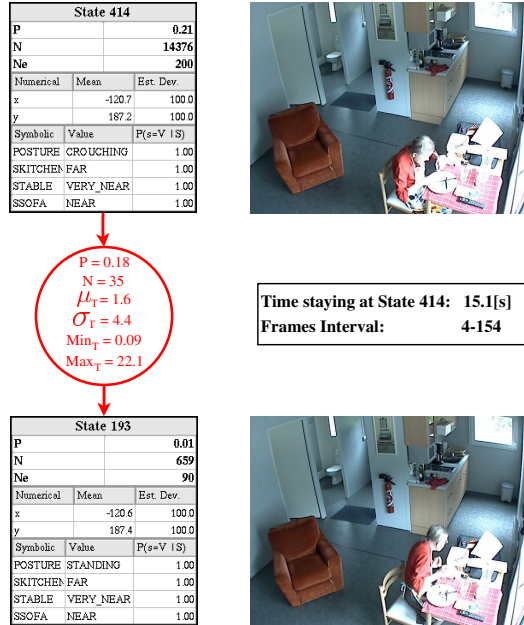 State 414
P 0.21
N 14376
Ne 200
Numerical Mean Est. Dev.
x -120.7 100.0
y 187.2 100.0
Symbolic Value P(s=V |S)
POSTURE CROUCHING 1.00
SKITCHEN FAR 1.00
STABLE VERY_NEAR 1.00
SSOFA NEAR 1.00
P = 0.18
N = 35
μT = 1.6
σT = 4.4
MinT = 0.09
MaxT = 22.1
Time staying at State 414: 15.1[s]
Frames Interval: 4-154
State 193
P 0.01
N 659
Ne 90
Numerical Mean Est. Dev.
x -120.6 100.0
y 187.4 100.0
Symbolic Value P(s=V |S)
POSTURE STANDING 1.00
SKITCHEN FAR 1.00
STABLE VERY_NEAR 1.00
SSOFA NEAR 1.00